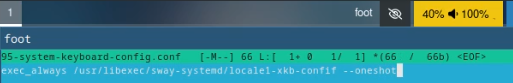 1 foot 40% 100%
foot
95-system-keyboard-config.conf [-M--] 66 L:[ 1+ 0 1/ 1] *(66 / 66b) <EOF>
exec_always /usr/libexec/sway-systemd/locale1-xkb-confif --oneshot